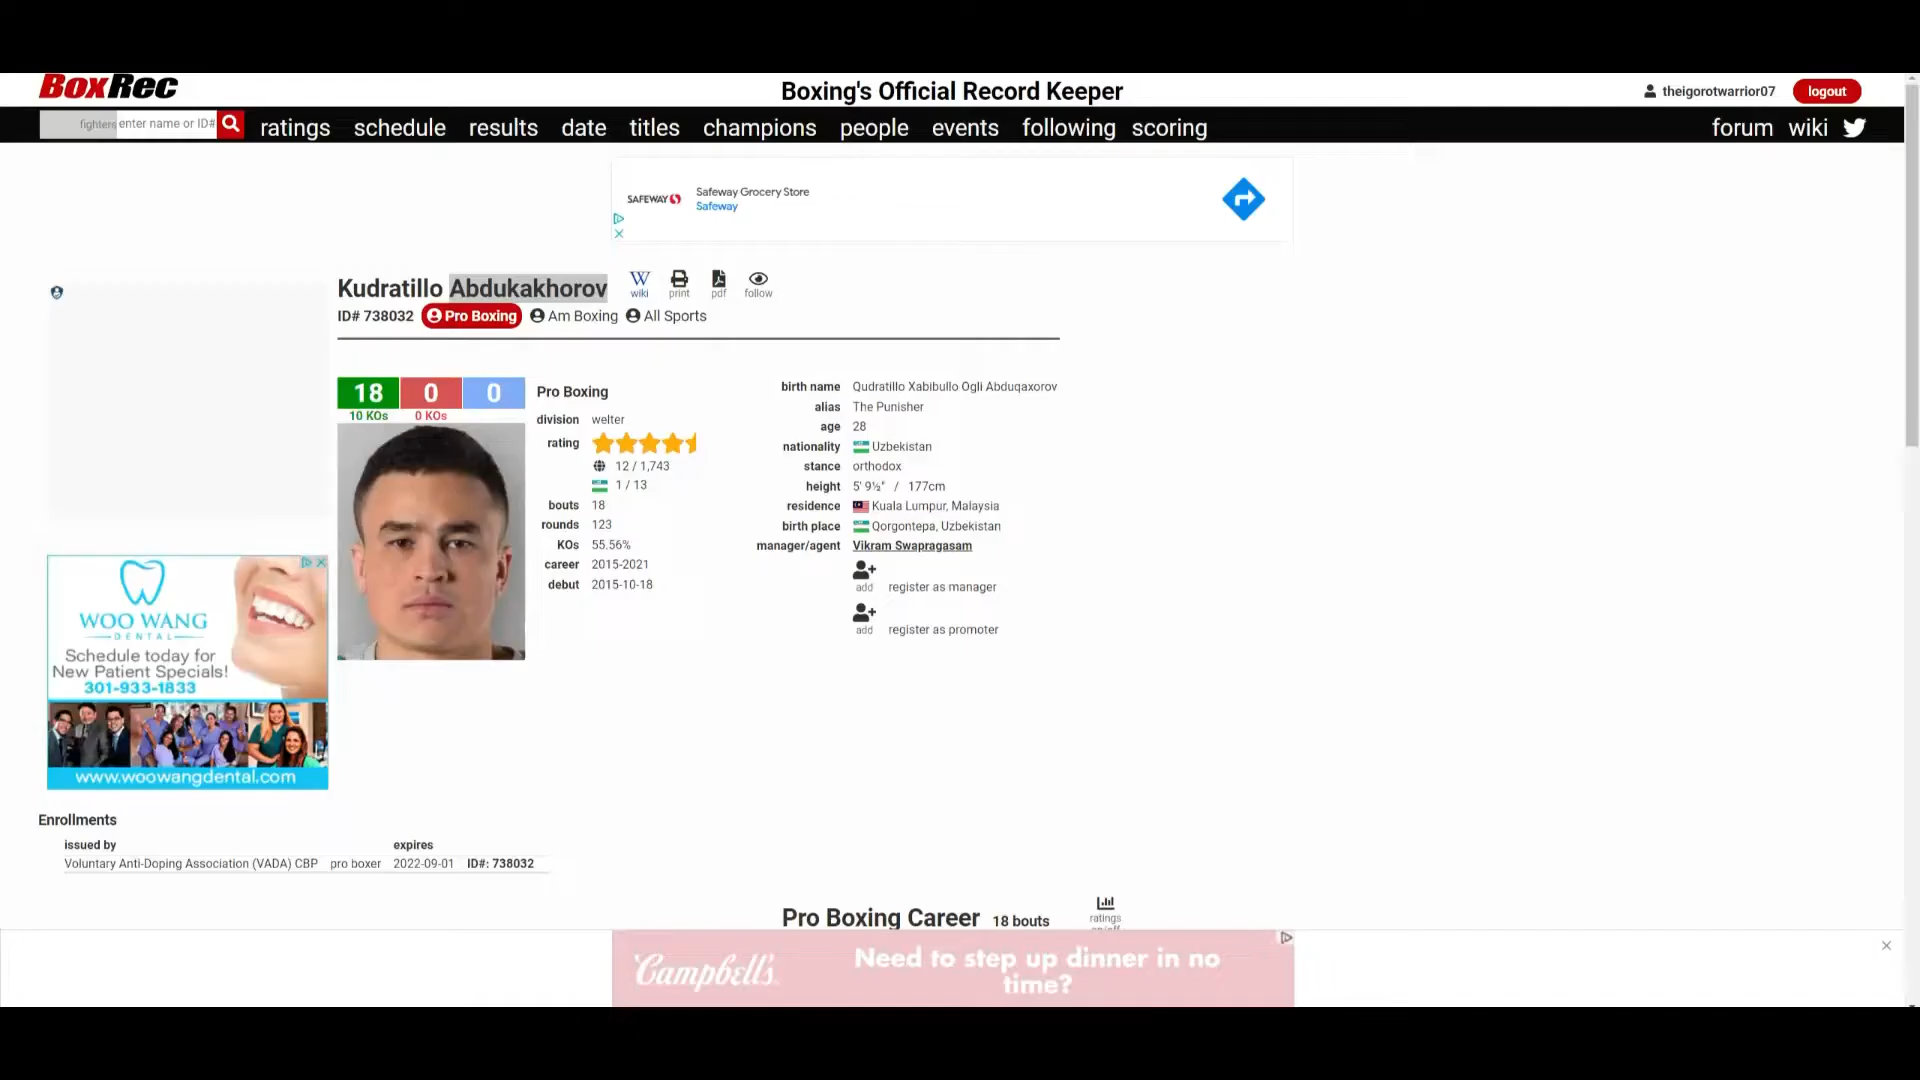 BoxRec
Boxing's Official Record Keeper
theigorotwarrior07
logout
fighters
enter name or ID#
ratings schedule results date titles champions people events following scoring
forum wiki
SAFEWAY
Safeway Grocery Store
Safeway
Kudratillo Abdukakhorov
wiki print pdf follow
ID# 738032 Pro Boxing Am Boxing All Sports
18 0 0
10 KOs 0 KOs
Pro Boxing
division welter
rating
12 / 1,743
1 / 13
bouts 18
rounds 123
KOs 55.56%
career 2015-2021
debut 2015-10-18
birth name Qudratillo Xabibullo Ogli Abduqaxorov
alias The Punisher
age 28
nationality Uzbekistan
stance orthodox
height 5' 9½" / 177cm
residence Kuala Lumpur, Malaysia
birth place Qorgontepa, Uzbekistan
manager/agent Vikram Swapragasam
add register as manager
add register as promoter
WOO WANG
DENTAL
Schedule today for
New Patient Specials!
301-933-1833
www.woowangdental.com
Enrollments
issued by expires
Voluntary Anti-Doping Association (VADA) CBP pro boxer 2022-09-01 ID#: 738032
Pro Boxing Career 18 bouts
ratings
Campbell's
Need to step up dinner in no
time?